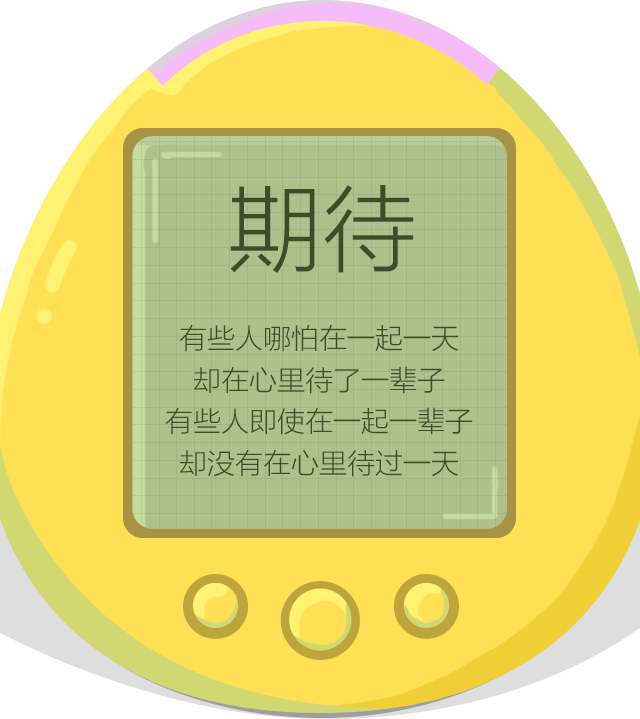 期待
有些人哪怕在一起一天
却在心里待了一辈子
有些人即使在一起一辈子
却没有在心里待过一天